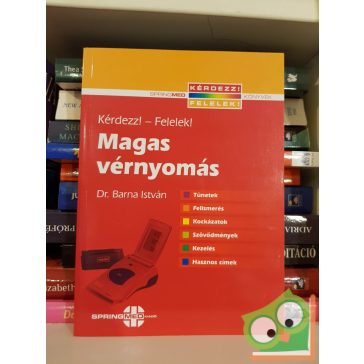 KÉRDEZZ!
SPRINGMED KÖNYVEK
FELELEK!
Kérdezz! – Felelek!
Magas
vérnyomás
Dr. Barna István
Tünetek
Felismerés
Kockázatok
Szövődmények
Kezelés
Hasznos címek
SPRINGMED KIADÓ